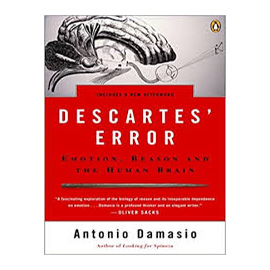 INCLUDES A NEW AFTERWORD
DESCARTES'
ERROR
EMOTION, REASON AND
THE HUMAN BRAIN
"A fascinating exploration of the biology of reason and its inseparable dependence
on emotion . . . Damasio is a profound thinker and an elegant writer."
—OLIVER SACKS
Antonio Damasio
Author of Looking for Spinoza